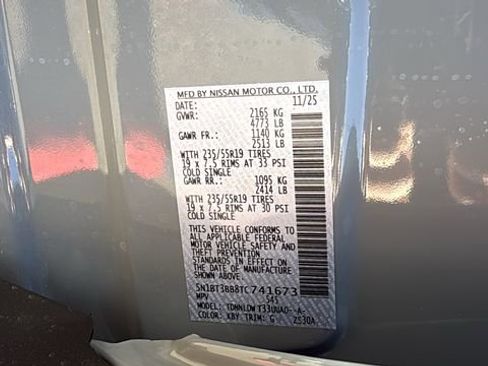 MFD BY NISSAN MOTOR CO., LTD.
DATE: 11/25
GVWR: 2165 KG
4773 LB
GAWR FR.: 1140 KG
2513 LB
WITH 235/55R19 TIRES
19 x 7.5 RIMS AT 33 PSI
COLD SINGLE
GAWR RR.: 1095 KG
2414 LB
WITH 235/55R19 TIRES
19 x 7.5 RIMS AT 30 PSI
COLD SINGLE
THIS VEHICLE CONFORMS TO
ALL APPLICABLE FEDERAL
MOTOR VEHICLE SAFETY AND
THEFT PREVENTION
STANDARDS IN EFFECT ON
THE DATE OF MANUFACTURE
5N1BT3BB8TC741673
MPV 545
MODEL:
COLOR: KBY TRIM: G 2530A